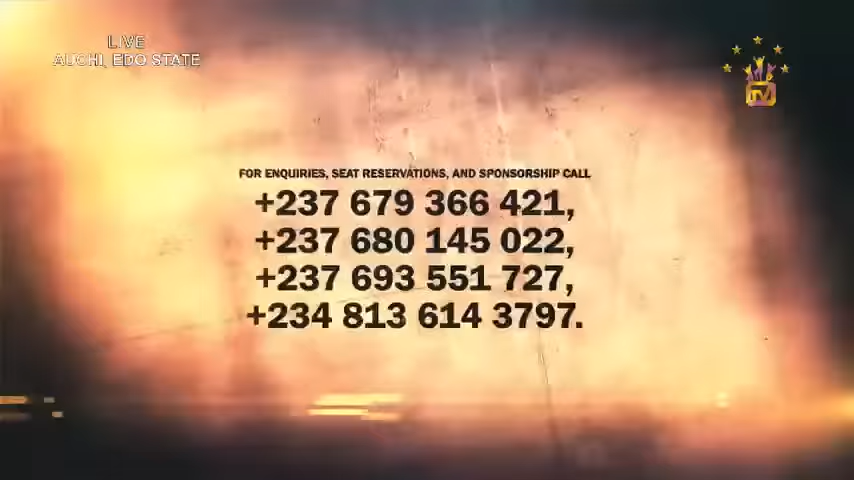 LIVE
AUCHI, EDO STATE
TV
FOR ENQUIRIES, SEAT RESERVATIONS, AND SPONSORSHIP CALL
+237 679 366 421,
+237 680 145 022,
+237 693 551 727,
+234 813 614 3797.